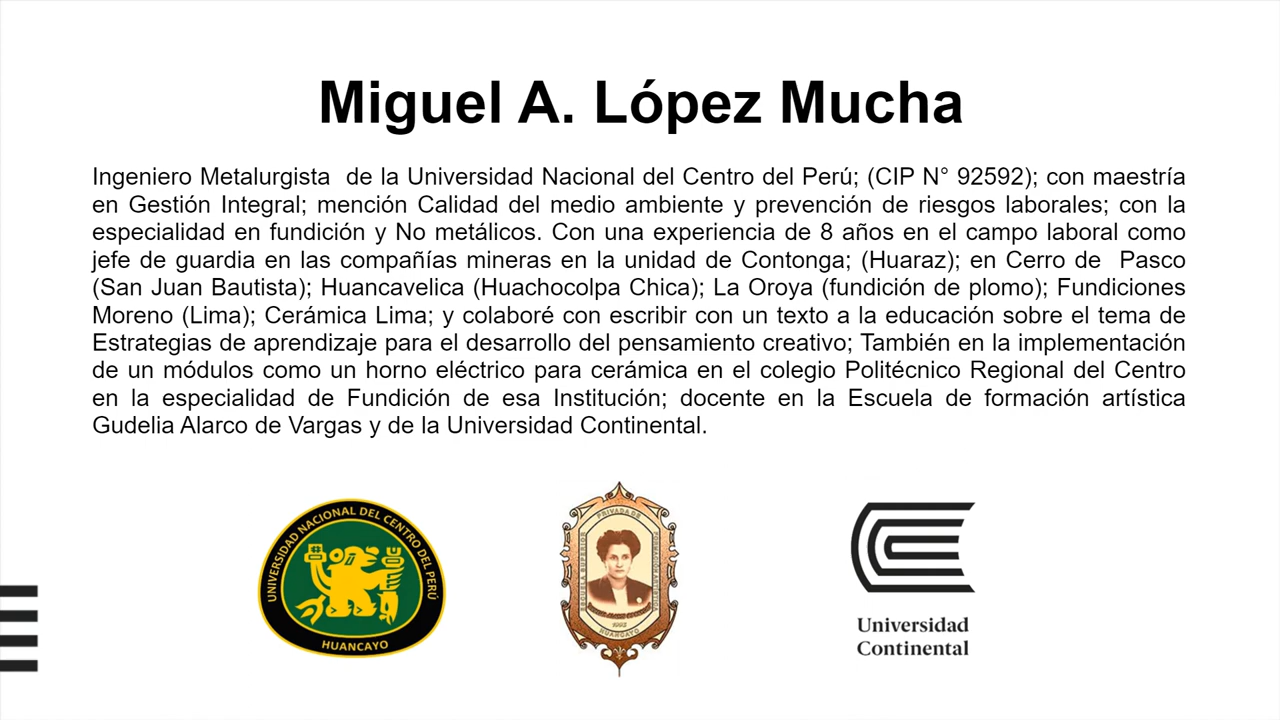 Miguel A. López Mucha
Ingeniero Metalurgista  de la Universidad Nacional del Centro del Perú; (CIP N° 92592); con maestría
en Gestión Integral; mención Calidad del medio ambiente y prevención de riesgos laborales; con la
especialidad en fundición y No metálicos. Con una experiencia de 8 años en el campo laboral como
jefe de guardia en las compañías mineras en la unidad de Contonga; (Huaraz); en Cerro de  Pasco
(San Juan Bautista); Huancavelica (Huachocolpa Chica); La Oroya (fundición de plomo); Fundiciones
Moreno (Lima); Cerámica Lima; y colaboré con escribir con un texto a la educación sobre el tema de
Estrategias de aprendizaje para el desarrollo del pensamiento creativo; También en la implementación
de un módulos como un horno eléctrico para cerámica en el colegio Politécnico Regional del Centro
en la especialidad de Fundición de esa Institución; docente en la Escuela de formación artística
Gudelia Alarco de Vargas y de la Universidad Continental.
UNIVERSIDAD NACIONAL DEL CENTRO DEL PERÚ
HUANCAYO
PRIVADA DE
ESCUELA SUPERIOR
FORMACIÓN ARTÍSTICA
1992
HUANCAYO
Universidad
Continental